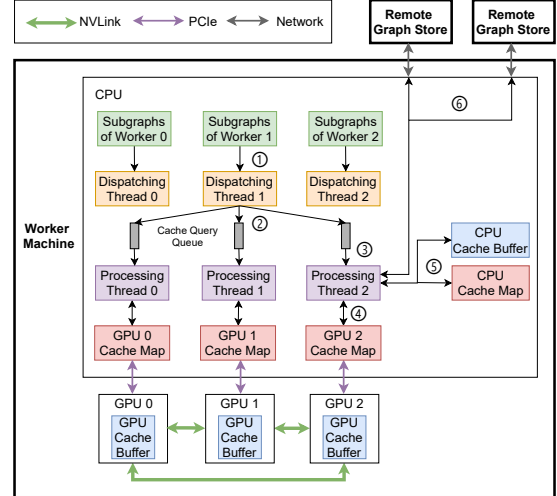 NVLink
PCIe
Network
Remote
Graph Store
Remote
Graph Store
CPU
⑥
Subgraphs
of Worker 0
Subgraphs
of Worker 1
Subgraphs
of Worker 2
①
Dispatching
Thread 0
Dispatching
Thread 1
Dispatching
Thread 2
Worker
Machine
Cache Query
Queue
②
③
CPU
Cache Buffer
Processing
Thread 0
Processing
Thread 1
Processing
Thread 2
⑤
CPU
Cache Map
④
GPU 0
Cache Map
GPU 1
Cache Map
GPU 2
Cache Map
GPU 0
GPU
Cache
Buffer
GPU 1
GPU
Cache
Buffer
GPU 2
GPU
Cache
Buffer